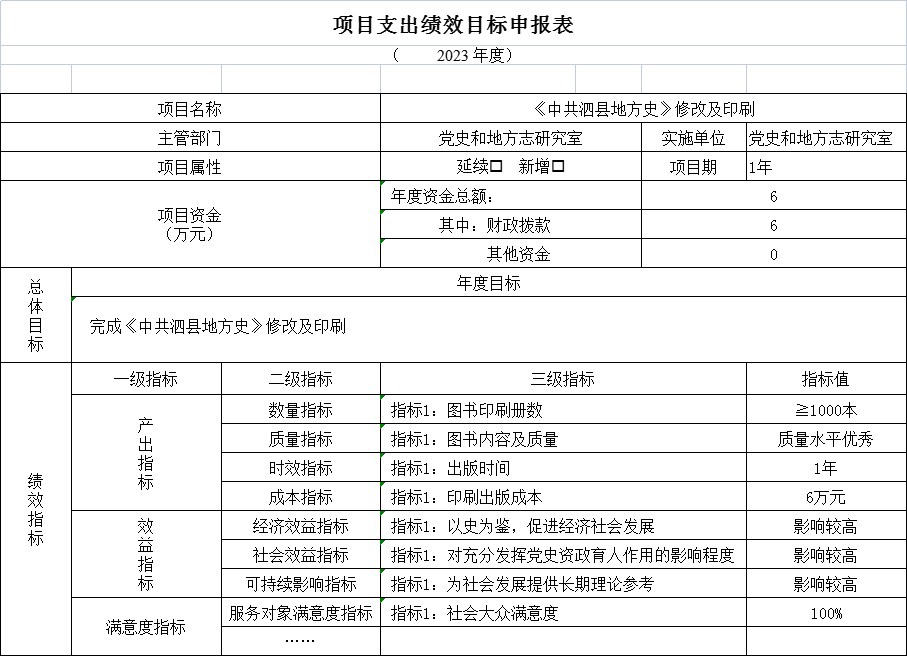 项目支出绩效目标申报表
（ 2023 年度）
项目名称 《中共泗县地方史》修改及印刷
主管部门 党史和地方志研究室 实施单位 党史和地方志研究室
项目属性 延续□ 新增□ 项目期 1年
项目资金
（万元）
年度资金总额： 6
其中：财政拨款 6
其他资金 0
总体目标
年度目标
完成《中共泗县地方史》修改及印刷
绩效指标
一级指标 二级指标 三级指标 指标值
产出指标
数量指标 指标1：图书印刷册数 ≧1000本
质量指标 指标1：图书内容及质量 质量水平优秀
时效指标 指标1：出版时间 1年
成本指标 指标1：印刷出版成本 6万元
效益指标
经济效益指标 指标1：以史为鉴，促进经济社会发展 影响较高
社会效益指标 指标1：对充分发挥党史资政育人作用的影响程度 影响较高
可持续影响指标 指标1：为社会发展提供长期理论参考 影响较高
满意度指标
服务对象满意度指标 指标1：社会大众满意度 100%
……